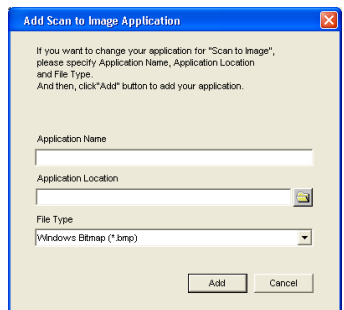 Add Scan to Image Application
If you want to change your application for "Scan to Image",
please specify Application Name, Application Location
and File Type.
And then, click"Add" button to add your application.
Application Name
Application Location
File Type
Windows Bitmap (*.bmp)
Add Cancel